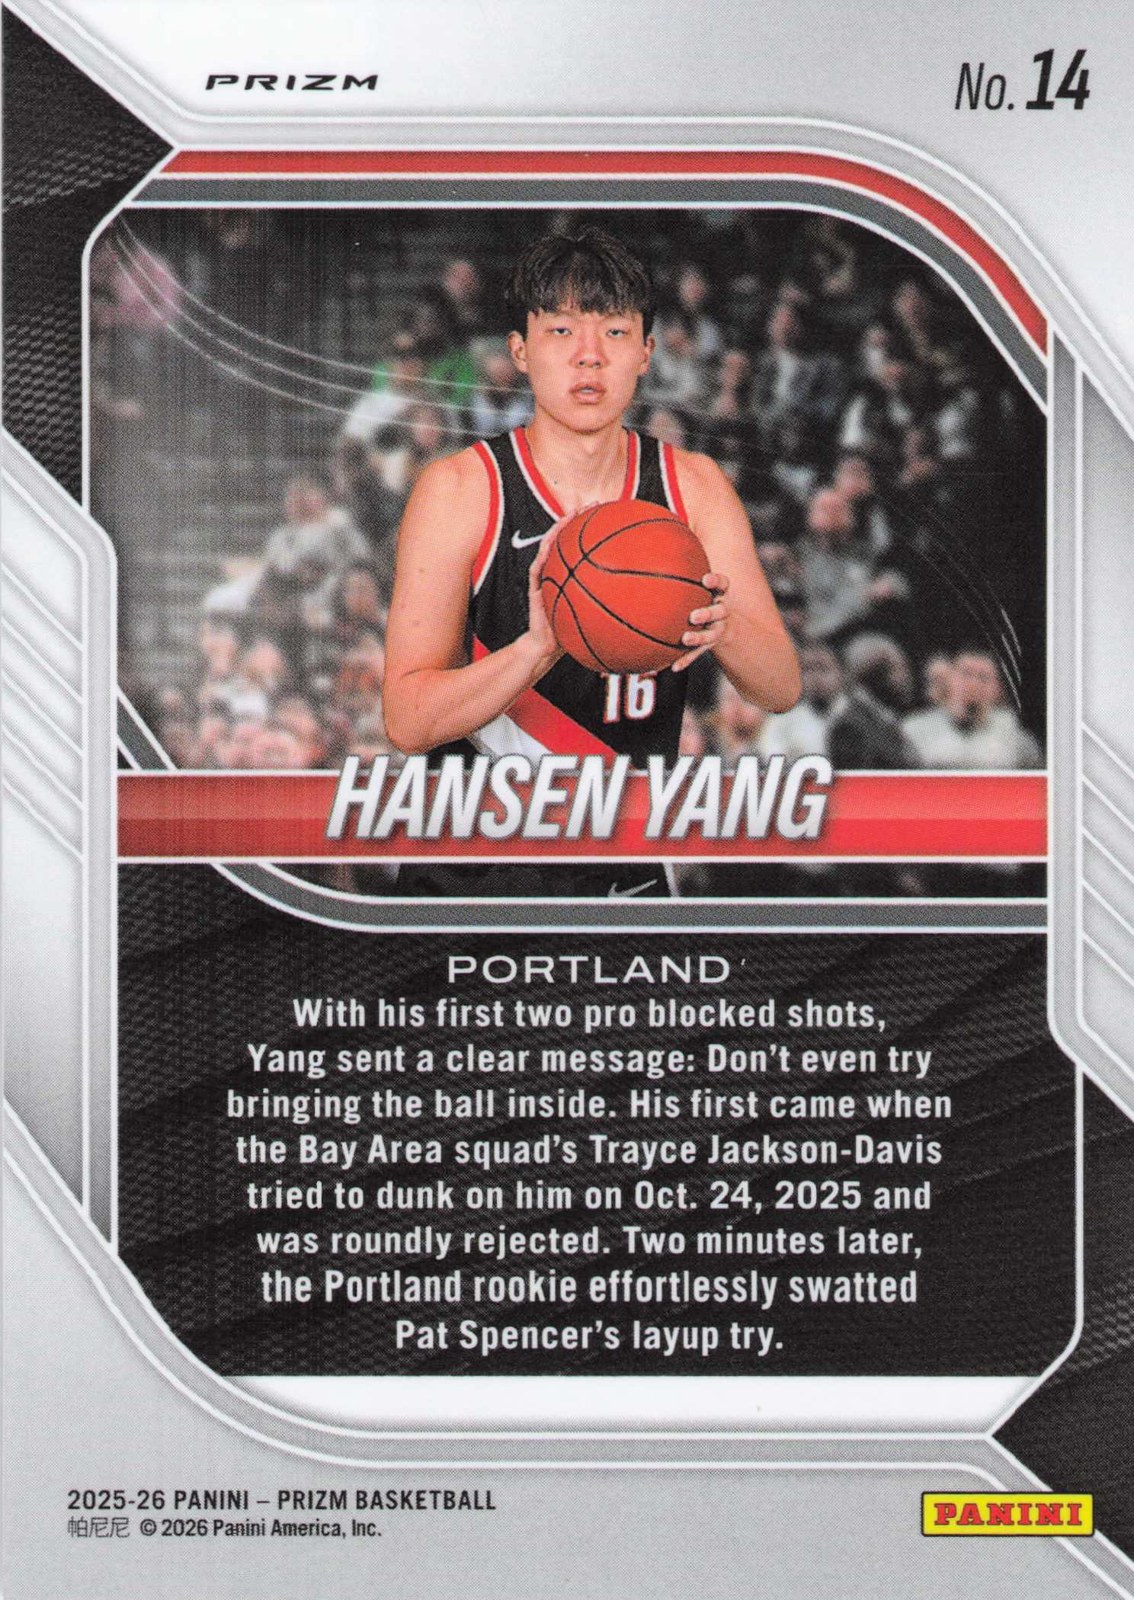 PRIZM
No. 14
16
HANSEN YANG
PORTLAND
With his first two pro blocked shots,
Yang sent a clear message: Don't even try
bringing the ball inside. His first came when
the Bay Area squad's Trayce Jackson-Davis
tried to dunk on him on Oct. 24, 2025 and
was roundly rejected. Two minutes later,
the Portland rookie effortlessly swatted
Pat Spencer's layup try.
2025-26 PANINI – PRIZM BASKETBALL
帕尼尼 © 2026 Panini America, Inc.
PANINI